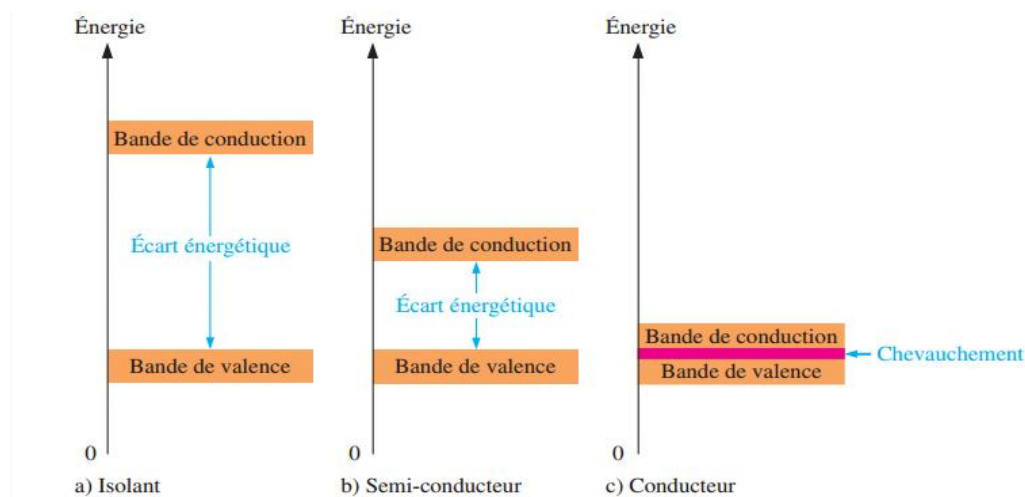 Énergie
Bande de conduction
Écart énergétique
Bande de valence
0
a) Isolant
Énergie
Bande de conduction
Écart énergétique
Bande de valence
0
b) Semi-conducteur
Énergie
Bande de conduction
Chevauchement
Bande de valence
0
c) Conducteur